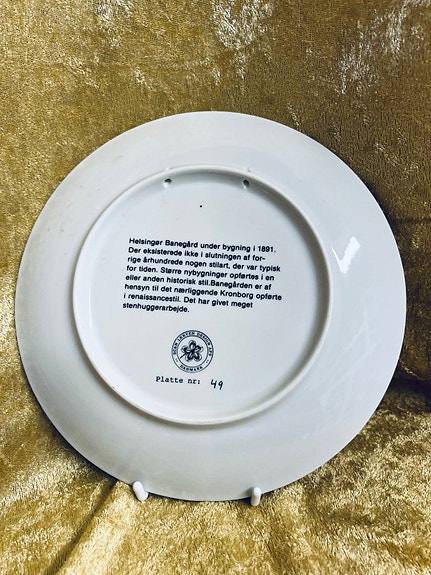 Helsingør Banegård under bygning i 1891.
Der eksisterede ikke i slutningen af for-
rige århundrede nogen stilart, der var typisk
for tiden. Større nybygninger opførtes i en
eller anden historisk stil.Banegården er af
hensyn til det nærliggende Kronborg opførte
i renaissancestil. Det har givet meget
stenhuggerarbejde.
DANMARK
Platte nr: 49